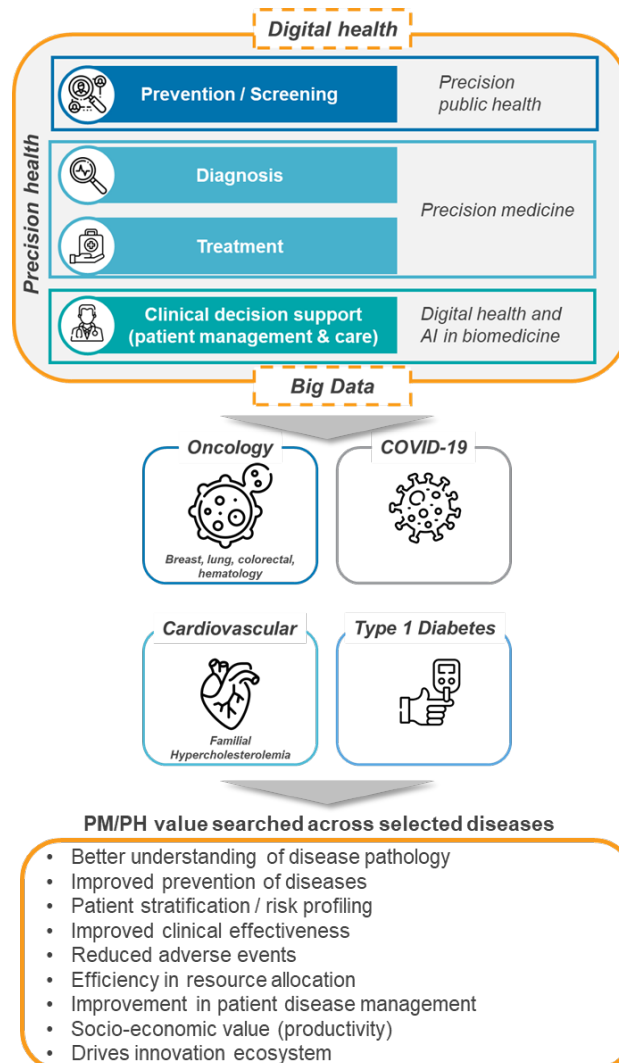 Digital health
Precision health
Prevention / Screening
Precision
public health
Diagnosis
Precision medicine
Treatment
Clinical decision support
(patient management & care)
Digital health and
AI in biomedicine
Big Data
Oncology
Breast, lung, colorectal,
hematology
COVID-19
Cardiovascular
Familial
Hypercholesterolemia
Type 1 Diabetes
PM/PH value searched across selected diseases
• Better understanding of disease pathology
• Improved prevention of diseases
• Patient stratification / risk profiling
• Improved clinical effectiveness
• Reduced adverse events
• Efficiency in resource allocation
• Improvement in patient disease management
• Socio-economic value (productivity)
• Drives innovation ecosystem